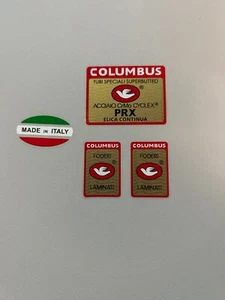 COLUMBUS
TUBI SPECIALI SUPERBUTTED
®
ACCIAIO CrMo CYCLEX®
PRX
ELICA CONTINUA
MADE IN ITALY
COLUMBUS
FODERI
®
LAMINATI
COLUMBUS
FODERI
®
LAMINATI